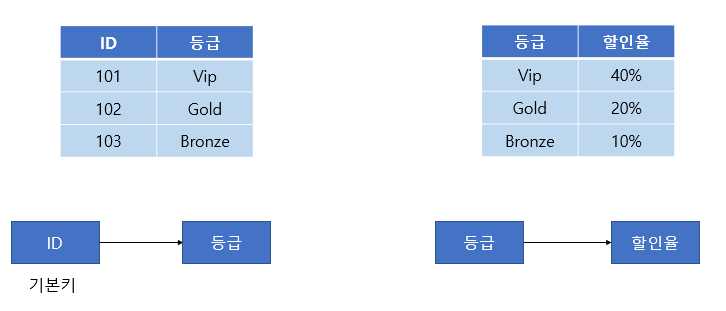 ID 등급
101 Vip
102 Gold
103 Bronze
등급 할인율
Vip 40%
Gold 20%
Bronze 10%
ID 등급
기본키
등급 할인율